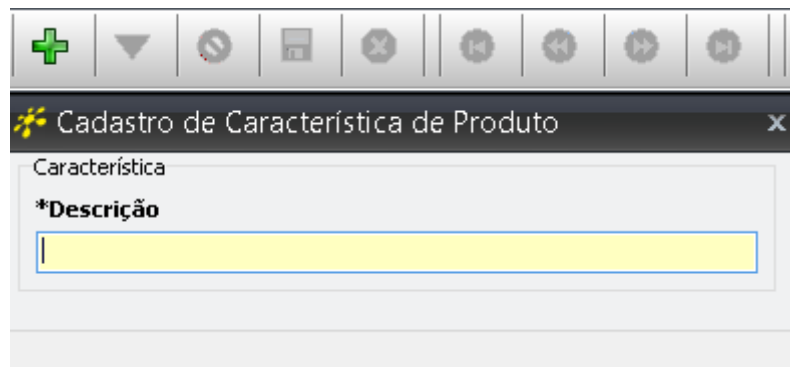 Cadastro de Característica de Produto
Característica
*Descrição